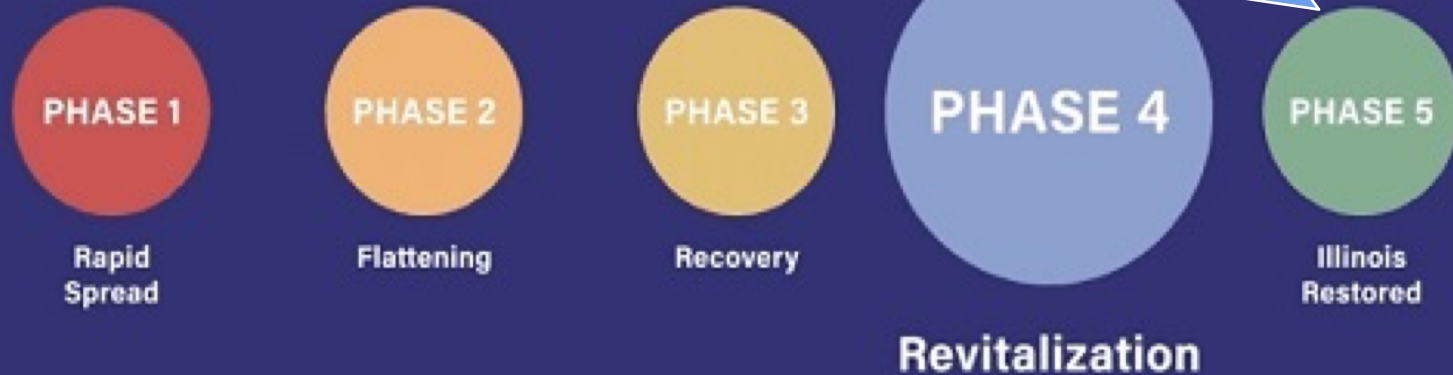 PHASE 1
PHASE 2
PHASE 3
PHASE 4
PHASE 5
Rapid
Spread
Flattening
Recovery
Illinois
Restored
Revitalization